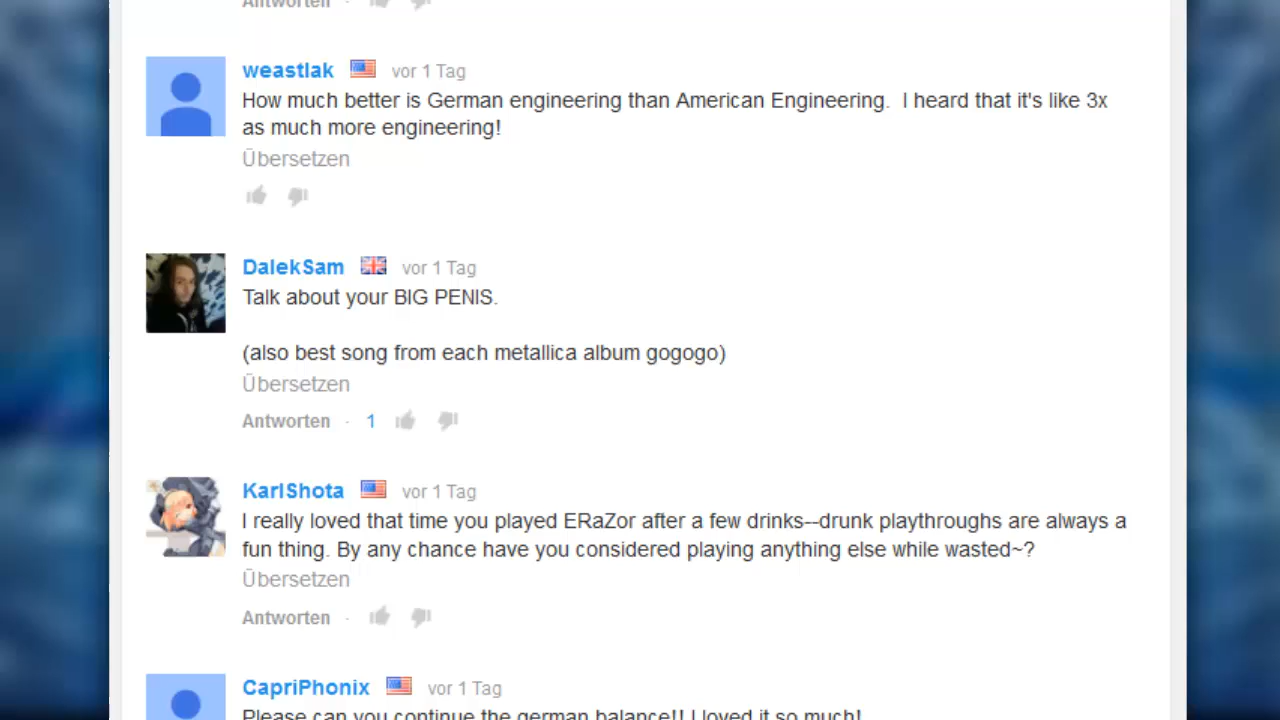 Antworten ·
weastlak vor 1 Tag
How much better is German engineering than American Engineering.  I heard that it's like 3x
as much more engineering!
Übersetzen
DalekSam vor 1 Tag
Talk about your BIG PENIS.
(also best song from each metallica album gogogo)
Übersetzen
Antworten · 1
KarlShota vor 1 Tag
I really loved that time you played ERaZor after a few drinks--drunk playthroughs are always a
fun thing. By any chance have you considered playing anything else while wasted~?
Übersetzen
Antworten ·
CapriPhonix vor 1 Tag
Please can you continue the german balance!! I loved it so much!